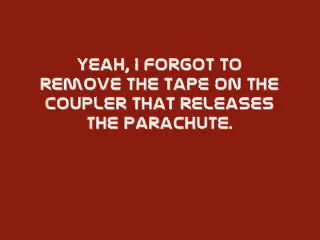 YEAH, I FORGOT TO
REMOVE THE TAPE ON THE
COUPLER THAT RELEASES
THE PARACHUTE.